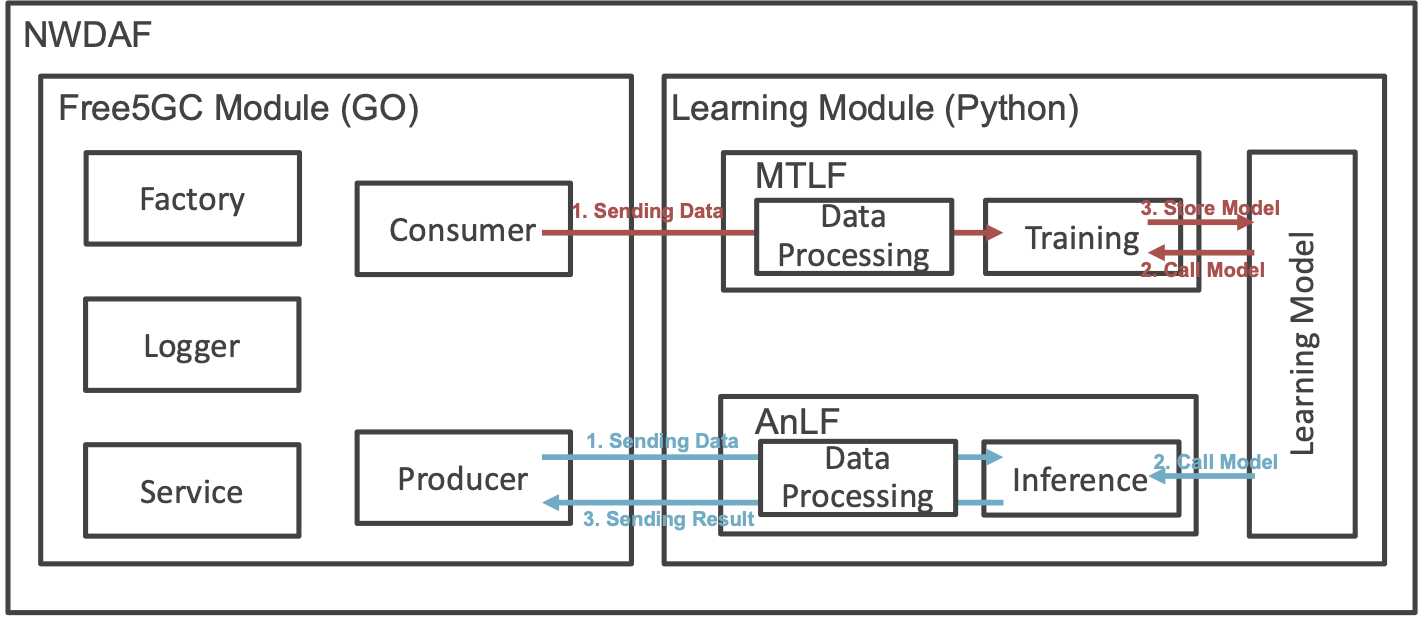 NWDAF
Free5GC Module (GO)
Factory
Logger
Service
Consumer
Producer
1. Sending Data
1. Sending Data
3. Sending Result
Learning Module (Python)
MTLF
Data
Processing
Training
3. Store Model
2. Call Model
AnLF
Data
Processing
Inference
2. Call Model
Learning Model